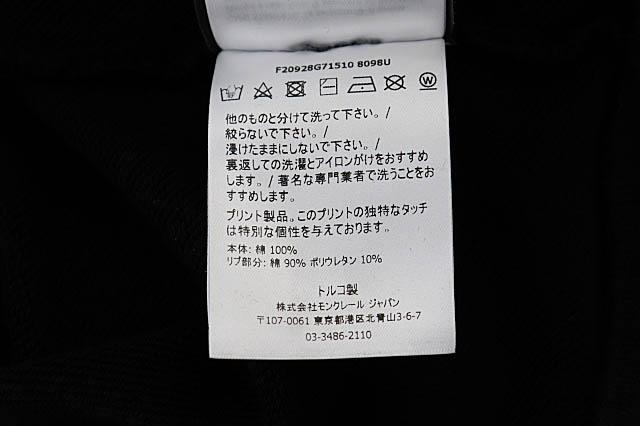 F20928G71510 8098U
他のものと分けて洗って下さい。/
絞らないで下さい。/
浸けたままにしないで下さい。/
裏返しての洗濯とアイロンがけをおすすめ
します。/ 著名な専門業者で洗うことをお
すすめします。
プリント製品。このプリントの独特なタッチ
は特別な個性を与えております。
本体: 綿 100%
リブ部分: 綿 90% ポリウレタン 10%
トルコ製
株式会社モンクレール ジャパン
〒107-0061 東京都港区北青山3-6-7
03-3486-2110